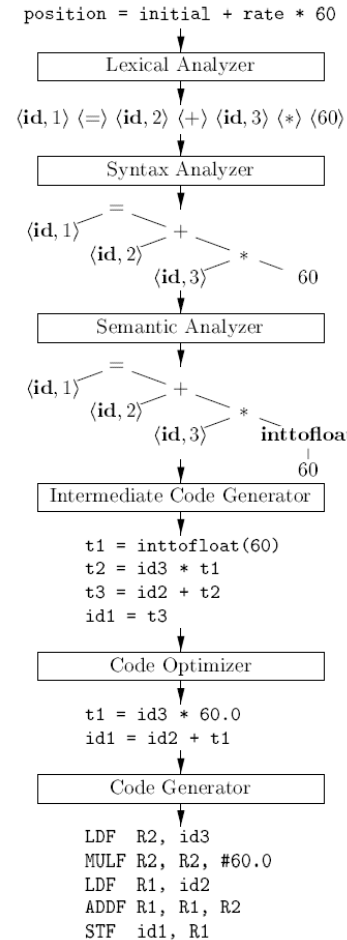 position = initial + rate * 60
Lexical Analyzer
⟨id, 1⟩ ⟨=⟩ ⟨id, 2⟩ ⟨+⟩ ⟨id, 3⟩ ⟨*⟩ ⟨60⟩
Syntax Analyzer
=
⟨id, 1⟩ +
⟨id, 2⟩ *
⟨id, 3⟩ 60
Semantic Analyzer
=
⟨id, 1⟩ +
⟨id, 2⟩ *
⟨id, 3⟩ inttofloa
60
Intermediate Code Generator
t1 = inttofloat(60)
t2 = id3 * t1
t3 = id2 + t2
id1 = t3
Code Optimizer
t1 = id3 * 60.0
id1 = id2 + t1
Code Generator
LDF R2, id3
MULF R2, R2, #60.0
LDF R1, id2
ADDF R1, R1, R2
STF id1, R1